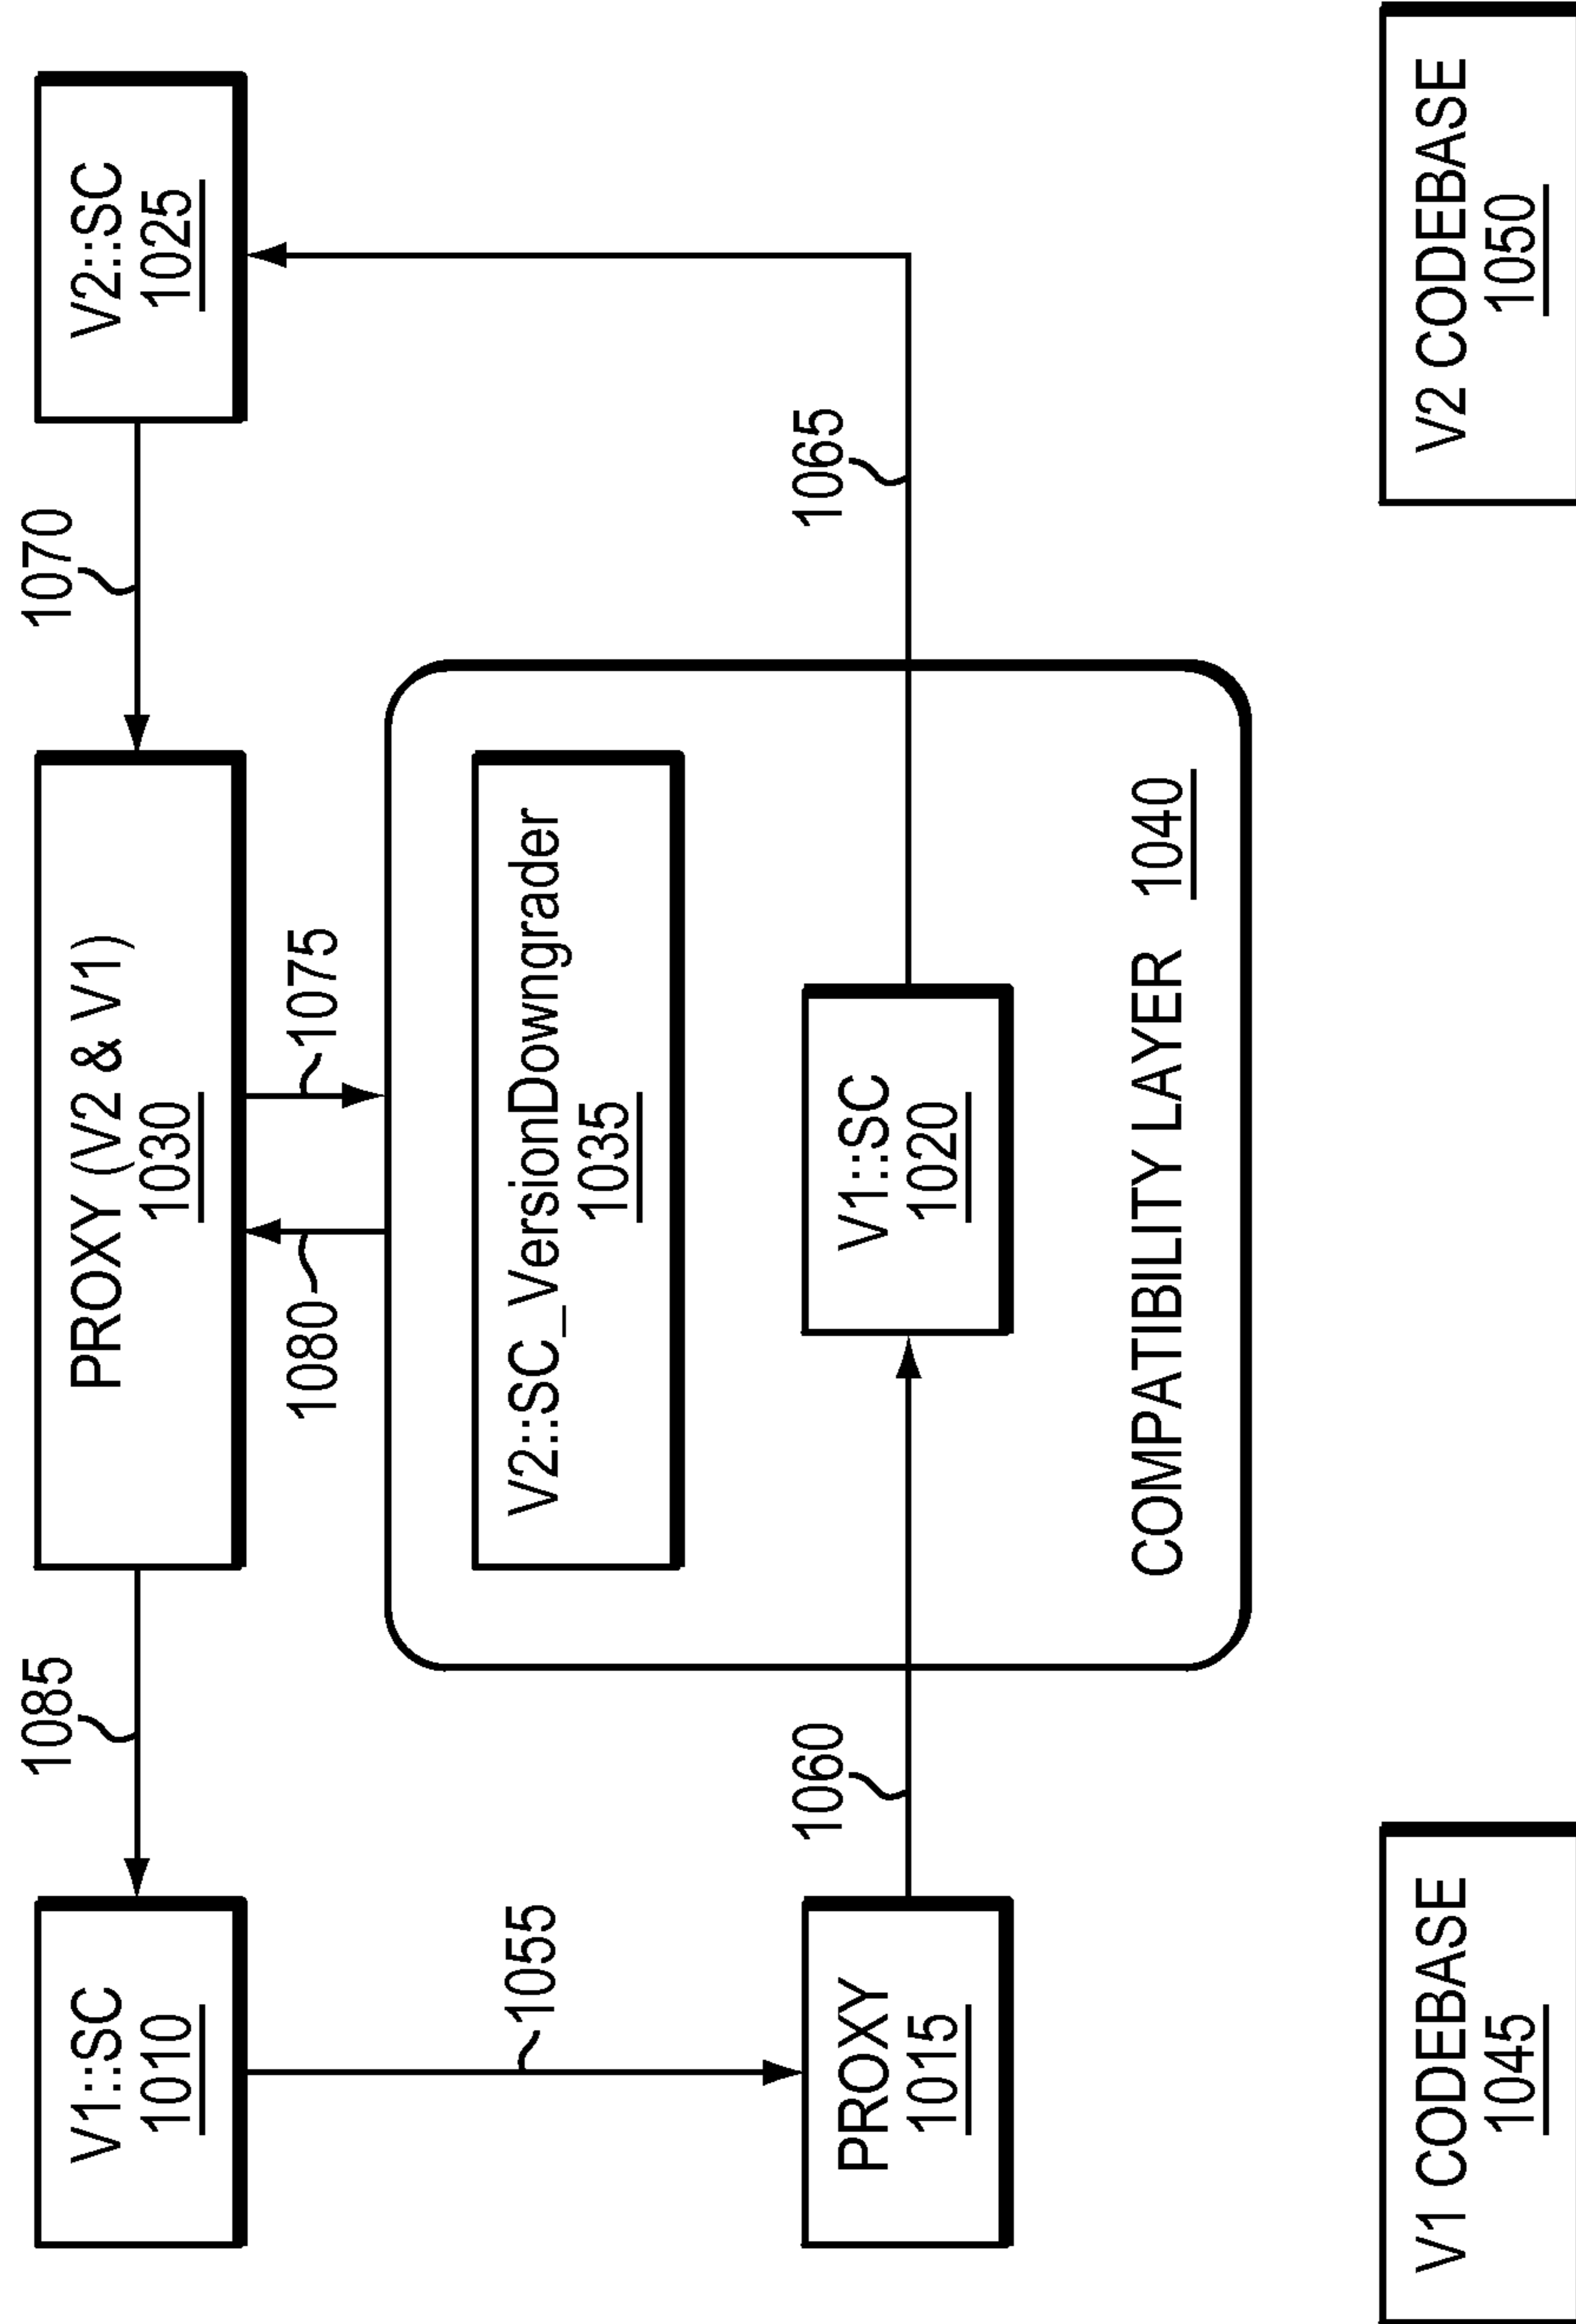 1085
1070
V1::SC
1010
PROXY (V2 & V1)
1030
V2::SC
1025
1080
1075
1055
V2::SC_VersionDowngrader
1035
1060
1065
PROXY
1015
V1::SC
1020
COMPATIBILITY LAYER 1040
V1 CODEBASE
1045
V2 CODEBASE
1050